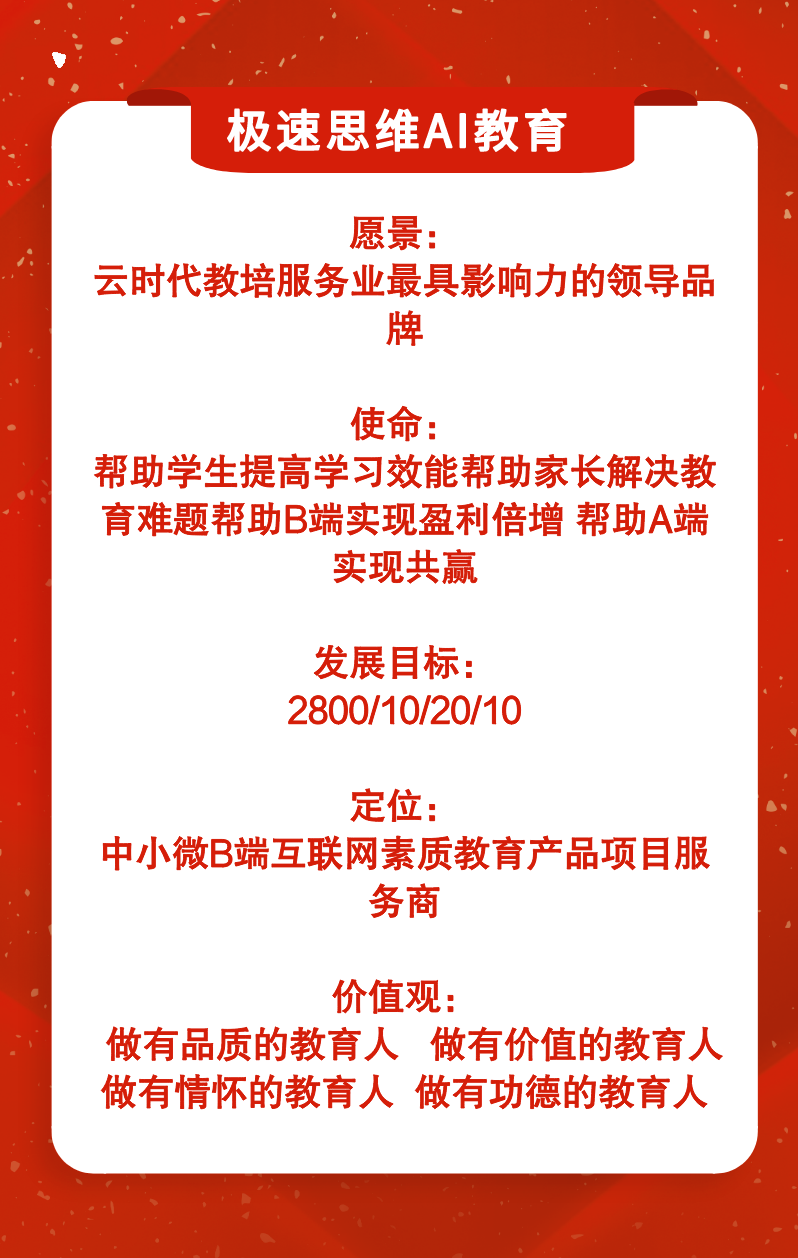 极速思维AI教育
愿景：
云时代教培服务业最具影响力的领导品
牌
使命：
帮助学生提高学习效能帮助家长解决教
育难题帮助B端实现盈利倍增 帮助A端
实现共赢
发展目标：
2800/10/20/10
定位：
中小微B端互联网素质教育产品项目服
务商
价值观：
做有品质的教育人 做有价值的教育人
做有情怀的教育人 做有功德的教育人